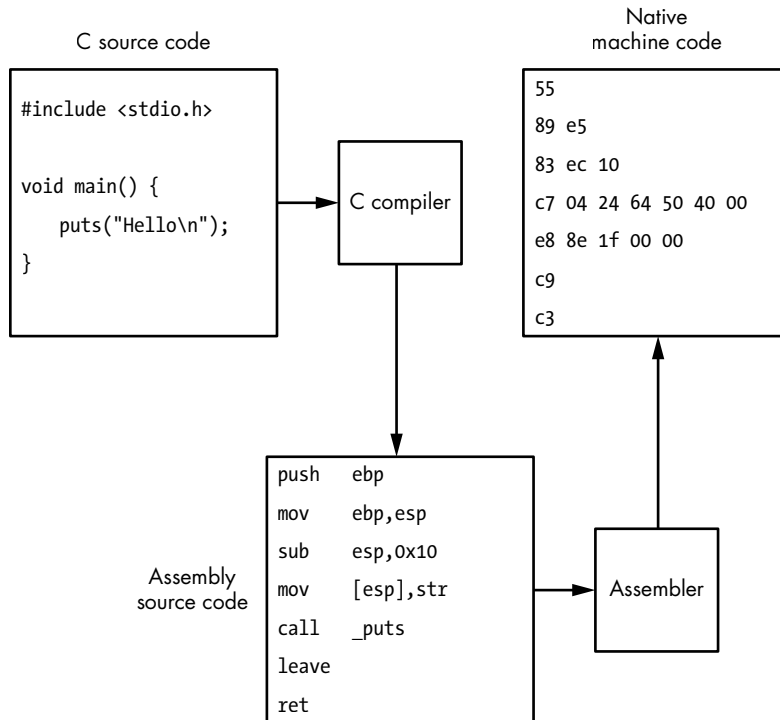 C source code
#include <stdio.h>
void main() {
puts("Hello\n");
}
C compiler
Assembly
source code
push ebp
mov ebp,esp
sub esp,0x10
mov [esp],str
call _puts
leave
ret
Assembler
Native
machine code
55
89 e5
83 ec 10
c7 04 24 64 50 40 00
e8 8e 1f 00 00
c9
c3